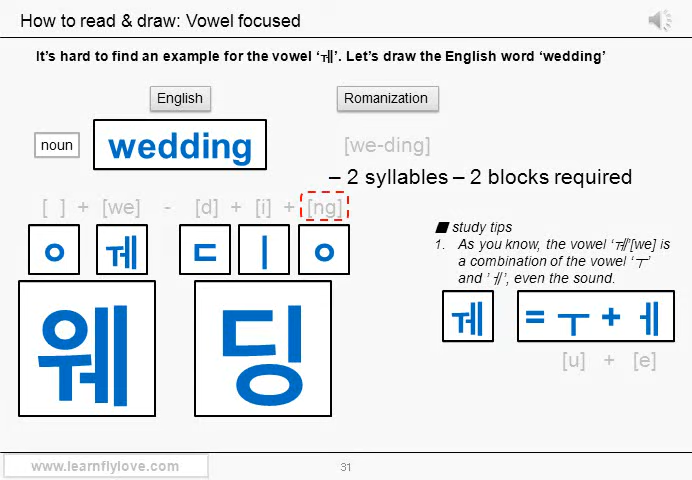 How to read & draw: Vowel focused
It's hard to find an example for the vowel 'ㅞ'. Let's draw the English word 'wedding'
English
Romanization
noun
wedding
[we-ding]
– 2 syllables – 2 blocks required
[ ] + [we] - [d] + [i] + [ng]
ㅇ ㅞ ㄷ ㅣ ㅇ
웨 딩
study tips
1. As you know, the vowel 'ㅞ'[we] is
a combination of the vowel 'ㅜ'
and 'ㅔ', even the sound.
ㅞ = ㅜ + ㅔ
[u] + [e]
www.learnflylove.com
31